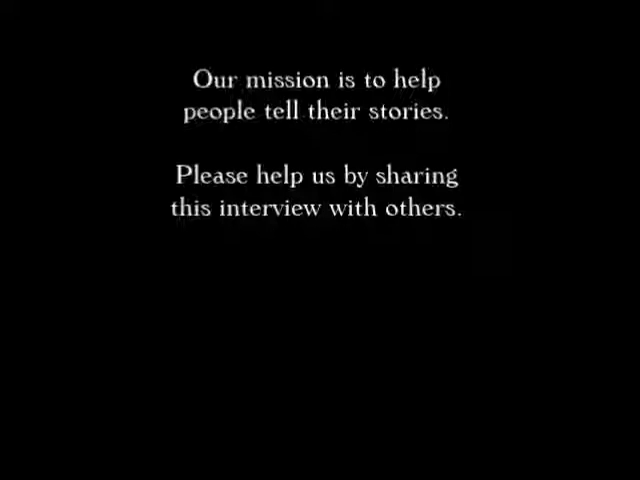 Our mission is to help
people tell their stories.
Please help us by sharing
this interview with others.